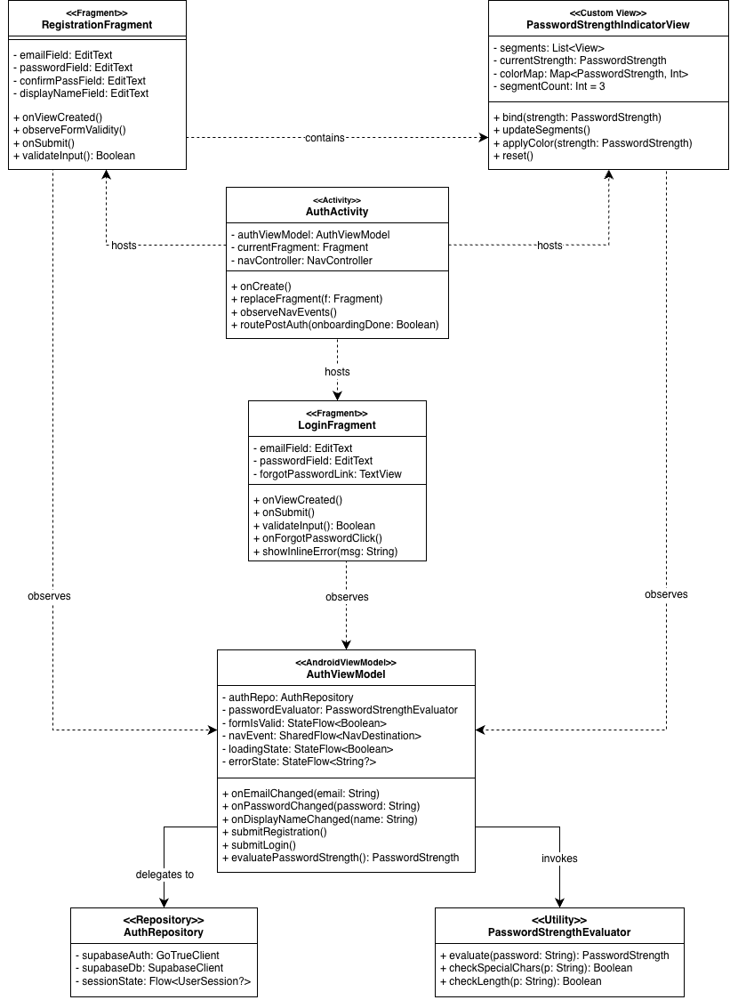 <<Fragment>>
RegistrationFragment
- emailField: EditText
- passwordField: EditText
- confirmPassField: EditText
- displayNameField: EditText
+ onViewCreated()
+ observeFormValidity()
+ onSubmit()
+ validateInput(): Boolean
contains
<<Custom View>>
PasswordStrengthIndicatorView
- segments: List<View>
- currentStrength: PasswordStrength
- colorMap: Map<PasswordStrength, Int>
- segmentCount: Int = 3
+ bind(strength: PasswordStrength)
+ updateSegments()
+ applyColor(strength: PasswordStrength)
+ reset()
<<Activity>>
AuthActivity
- authViewModel: AuthViewModel
- currentFragment: Fragment
- navController: NavController
+ onCreate()
+ replaceFragment(f: Fragment)
+ observeNavEvents()
+ routePostAuth(onboardingDone: Boolean)
hosts
hosts
hosts
<<Fragment>>
LoginFragment
- emailField: EditText
- passwordField: EditText
- forgotPasswordLink: TextView
+ onViewCreated()
+ onSubmit()
+ validateInput(): Boolean
+ onForgotPasswordClick()
+ showInlineError(msg: String)
observes
observes
observes
<<AndroidViewModel>>
AuthViewModel
- authRepo: AuthRepository
- passwordEvaluator: PasswordStrengthEvaluator
- formIsValid: StateFlow<Boolean>
- navEvent: SharedFlow<NavDestination>
- loadingState: StateFlow<Boolean>
- errorState: StateFlow<String?>
+ onEmailChanged(email: String)
+ onPasswordChanged(password: String)
+ onDisplayNameChanged(name: String)
+ submitRegistration()
+ submitLogin()
+ evaluatePasswordStrength(): PasswordStrength
delegates to
invokes
<<Repository>>
AuthRepository
- supabaseAuth: GoTrueClient
- supabaseDb: SupabaseClient
- sessionState: Flow<UserSession?>
<<Utility>>
PasswordStrengthEvaluator
+ evaluate(password: String): PasswordStrength
+ checkSpecialChars(p: String): Boolean
+ checkLength(p: String): Boolean